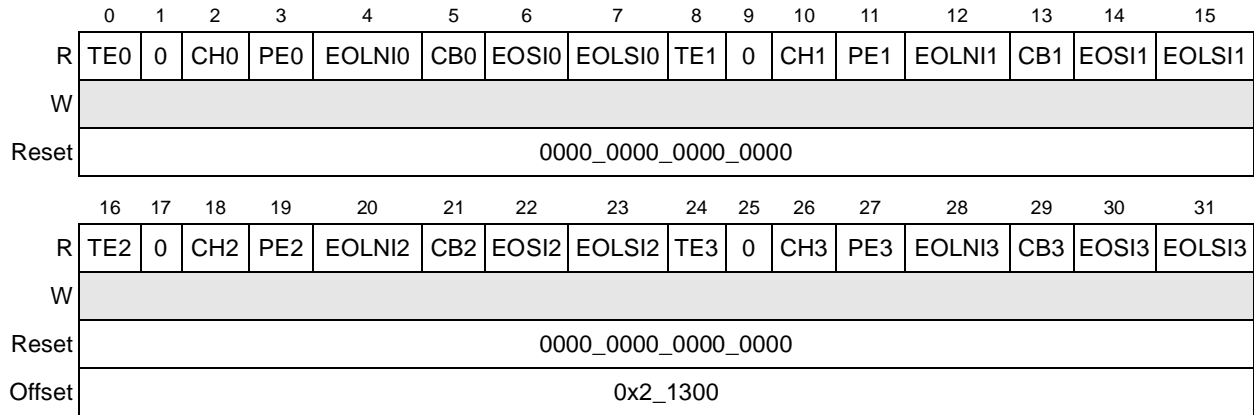 0 1 2 3 4 5 6 7 8 9 10 11 12 13 14 15
R TE0 0 CH0 PE0 EOLNI0 CB0 EOSI0 EOLSI0 TE1 0 CH1 PE1 EOLNI1 CB1 EOSI1 EOLSI1
W
Reset 0000_0000_0000_0000
16 17 18 19 20 21 22 23 24 25 26 27 28 29 30 31
R TE2 0 CH2 PE2 EOLNI2 CB2 EOSI2 EOLSI2 TE3 0 CH3 PE3 EOLNI3 CB3 EOSI3 EOLSI3
W
Reset 0000_0000_0000_0000
Offset 0x2_1300